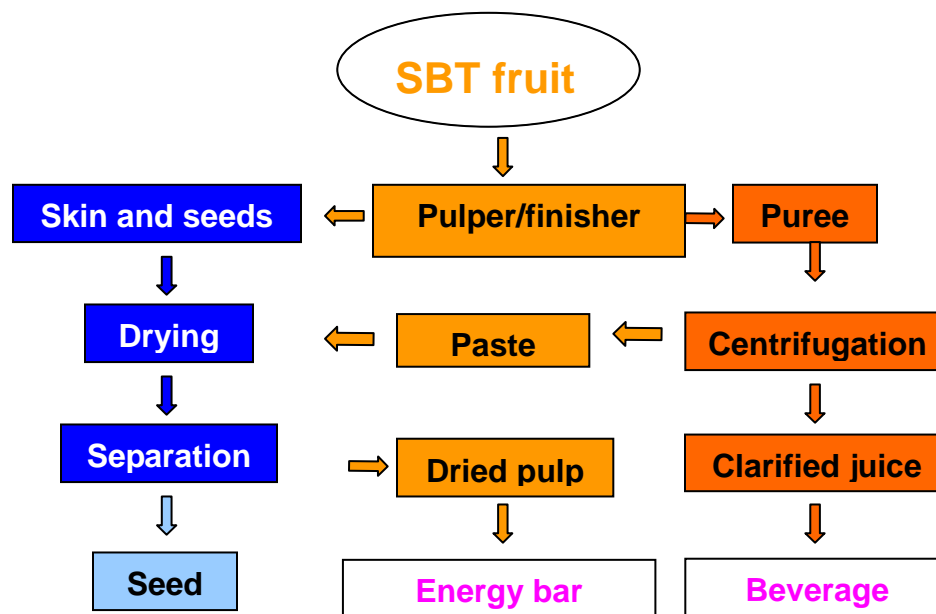 SBT fruit
Skin and seeds
Pulper/finisher
Puree
Drying
Paste
Centrifugation
Separation
Dried pulp
Clarified juice
Seed
Energy bar
Beverage